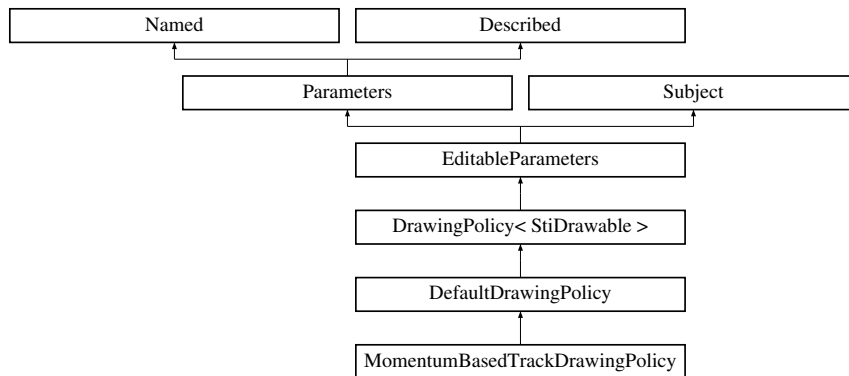 Named
Described
Parameters
Subject
EditableParameters
DrawingPolicy< StiDrawable >
DefaultDrawingPolicy
MomentumBasedTrackDrawingPolicy